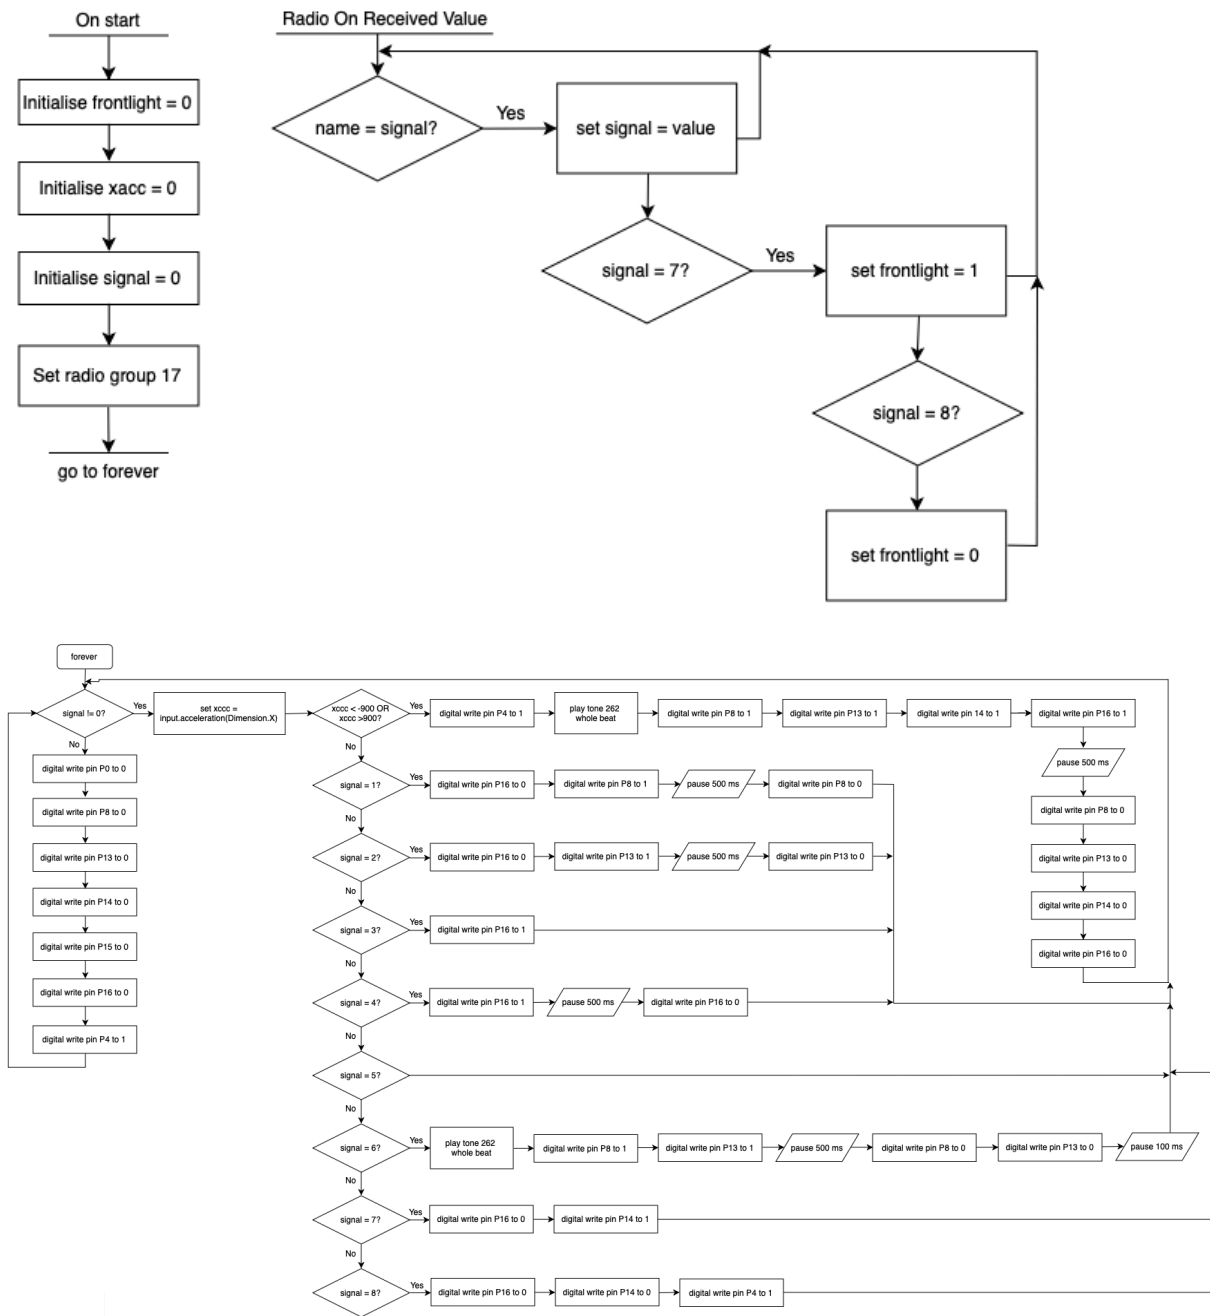 On start
Initialise frontlight = 0
Initialise xacc = 0
Initialise signal = 0
Set radio group 17
go to forever
Radio On Received Value
name = signal?
Yes
set signal = value
signal = 7?
Yes
set frontlight = 1
signal = 8?
set frontlight = 0
forever
signal != 0?
Yes
set xccc =
input.acceleration(Dimension.X)
xccc < -900 OR
xccc >900?
Yes
digital write pin P4 to 1
play tone 262
whole beat
digital write pin P8 to 1
digital write pin P13 to 1
digital write pin 14 to 1
digital write pin P16 to 1
pause 500 ms
digital write pin P8 to 0
digital write pin P13 to 0
digital write pin P14 to 0
digital write pin P16 to 0
No
digital write pin P0 to 0
digital write pin P8 to 0
digital write pin P13 to 0
digital write pin P14 to 0
digital write pin P15 to 0
digital write pin P16 to 0
digital write pin P4 to 1
No
signal = 1?
Yes
digital write pin P16 to 0
digital write pin P8 to 1
pause 500 ms
digital write pin P8 to 0
No
signal = 2?
Yes
digital write pin P16 to 0
digital write pin P13 to 1
pause 500 ms
digital write pin P13 to 0
No
signal = 3?
Yes
digital write pin P16 to 1
No
signal = 4?
Yes
digital write pin P16 to 1
pause 500 ms
digital write pin P16 to 0
No
signal = 5?
No
signal = 6?
Yes
play tone 262
whole beat
digital write pin P8 to 1
digital write pin P13 to 1
pause 500 ms
digital write pin P8 to 0
digital write pin P13 to 0
pause 100 ms
No
signal = 7?
Yes
digital write pin P16 to 0
digital write pin P14 to 1
No
signal = 8?
Yes
digital write pin P16 to 0
digital write pin P14 to 0
digital write pin P4 to 1